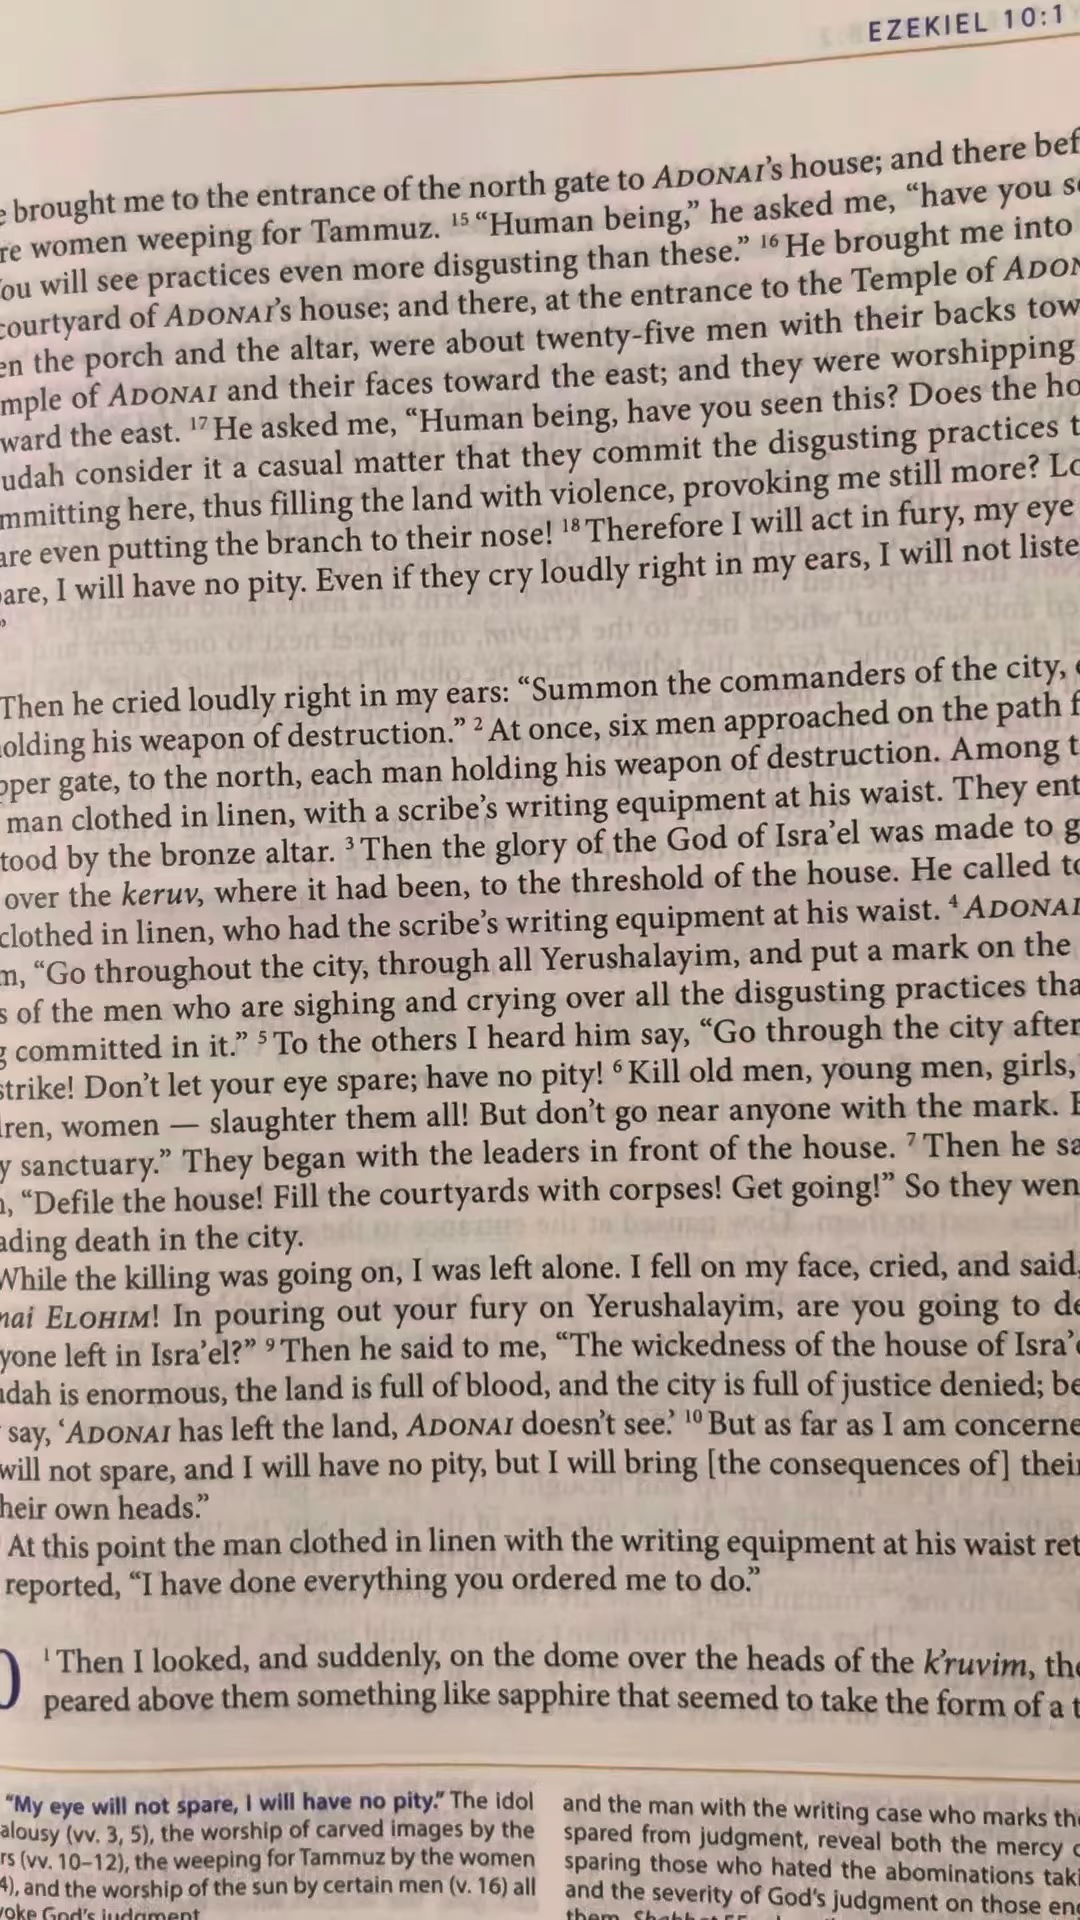 EZEKIEL 10:1
brought me to the entrance of the north gate to ADONAI's house; and there bef
re women weeping for Tammuz. 15 “Human being,” he asked me, “have you s
ou will see practices even more disgusting than these.” 16 He brought me into
courtyard of ADONAI's house; and there, at the entrance to the Temple of ADON
en the porch and the altar, were about twenty-five men with their backs tow
mple of ADONAI and their faces toward the east; and they were worshipping
ward the east. 17 He asked me, “Human being, have you seen this? Does the ho
udah consider it a casual matter that they commit the disgusting practices t
mmitting here, thus filling the land with violence, provoking me still more? Lo
are even putting the branch to their nose! 18 Therefore I will act in fury, my eye
are, I will have no pity. Even if they cry loudly right in my ears, I will not liste
”
Then he cried loudly right in my ears: “Summon the commanders of the city,
olding his weapon of destruction.” 2 At once, six men approached on the path f
pper gate, to the north, each man holding his weapon of destruction. Among t
man clothed in linen, with a scribe's writing equipment at his waist. They ent
tood by the bronze altar. 3 Then the glory of the God of Isra'el was made to g
over the keruv, where it had been, to the threshold of the house. He called to
clothed in linen, who had the scribe's writing equipment at his waist. 4 ADONAI
m, “Go throughout the city, through all Yerushalayim, and put a mark on the
s of the men who are sighing and crying over all the disgusting practices tha
g committed in it.” 5 To the others I heard him say, “Go through the city after
strike! Don't let your eye spare; have no pity! 6 Kill old men, young men, girls,
dren, women — slaughter them all! But don't go near anyone with the mark. B
y sanctuary.” They began with the leaders in front of the house. 7 Then he sa
, “Defile the house! Fill the courtyards with corpses! Get going!” So they wen
ading death in the city.
While the killing was going on, I was left alone. I fell on my face, cried, and said,
nai ELOHIM! In pouring out your fury on Yerushalayim, are you going to de
yone left in Isra'el?” 9 Then he said to me, “The wickedness of the house of Isra'e
udah is enormous, the land is full of blood, and the city is full of justice denied; be
say, ‘ADONAI has left the land, ADONAI doesn't see.’ 10 But as far as I am concerne
will not spare, and I will have no pity, but I will bring [the consequences of] their
heir own heads.”
At this point the man clothed in linen with the writing equipment at his waist ret
reported, “I have done everything you ordered me to do.”
0 1 Then I looked, and suddenly, on the dome over the heads of the k'ruvim, the
peared above them something like sapphire that seemed to take the form of a t
“My eye will not spare, I will have no pity.” The idol
alousy (vv. 3, 5), the worship of carved images by the
rs (vv. 10–12), the weeping for Tammuz by the women
4), and the worship of the sun by certain men (v. 16) all
voke God's judgment
and the man with the writing case who marks the
spared from judgment, reveal both the mercy o
sparing those who hated the abominations taki
and the severity of God's judgment on those eng
them. Shabbat 55